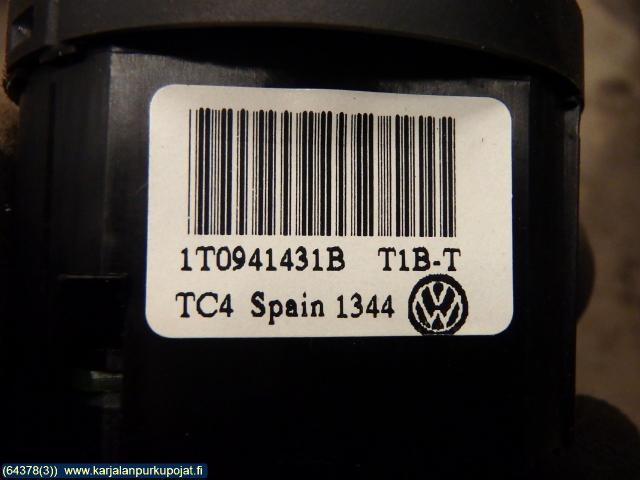 1T0941431B T1B-T
TC4 Spain 1344
(64378(3)) www.karjalanpurkupojat.fi